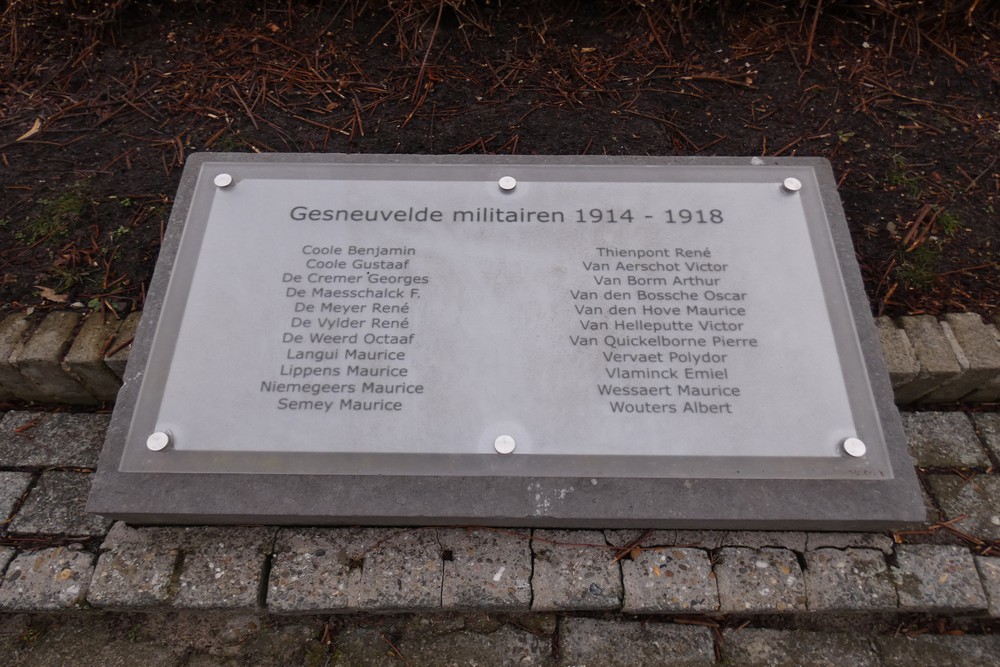 Gesneuvelde militairen 1914 - 1918
Coole Benjamin
Coole Gustaaf
De Cremer Georges
De Maesschalck F.
De Meyer René
De Vylder René
De Weerd Octaaf
Langui Maurice
Lippens Maurice
Niemegeers Maurice
Semey Maurice
Thienpont René
Van Aerschot Victor
Van Borm Arthur
Van den Bossche Oscar
Van den Hove Maurice
Van Helleputte Victor
Van Quickelborne Pierre
Vervaet Polydor
Vlaminck Emiel
Wessaert Maurice
Wouters Albert